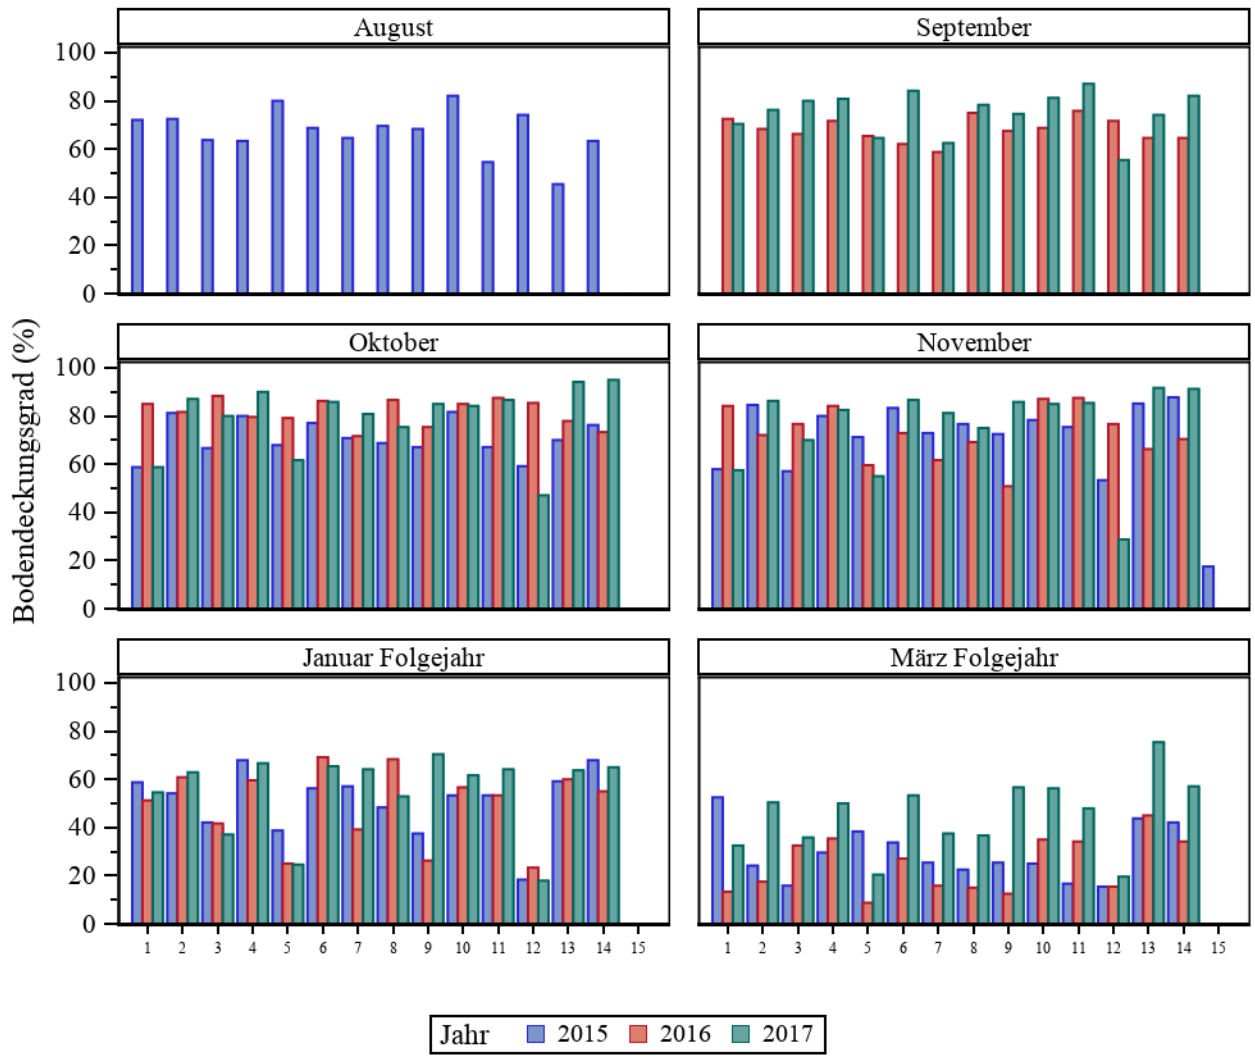 August
September
100
80
60
40
20
0
Oktober
November
Bodendeckungsgrad (%)
100
80
60
40
20
0
Januar Folgejahr
März Folgejahr
100
80
60
40
20
0
1 2 3 4 5 6 7 8 9 10 11 12 13 14 15
1 2 3 4 5 6 7 8 9 10 11 12 13 14 15
Jahr 2015 2016 2017